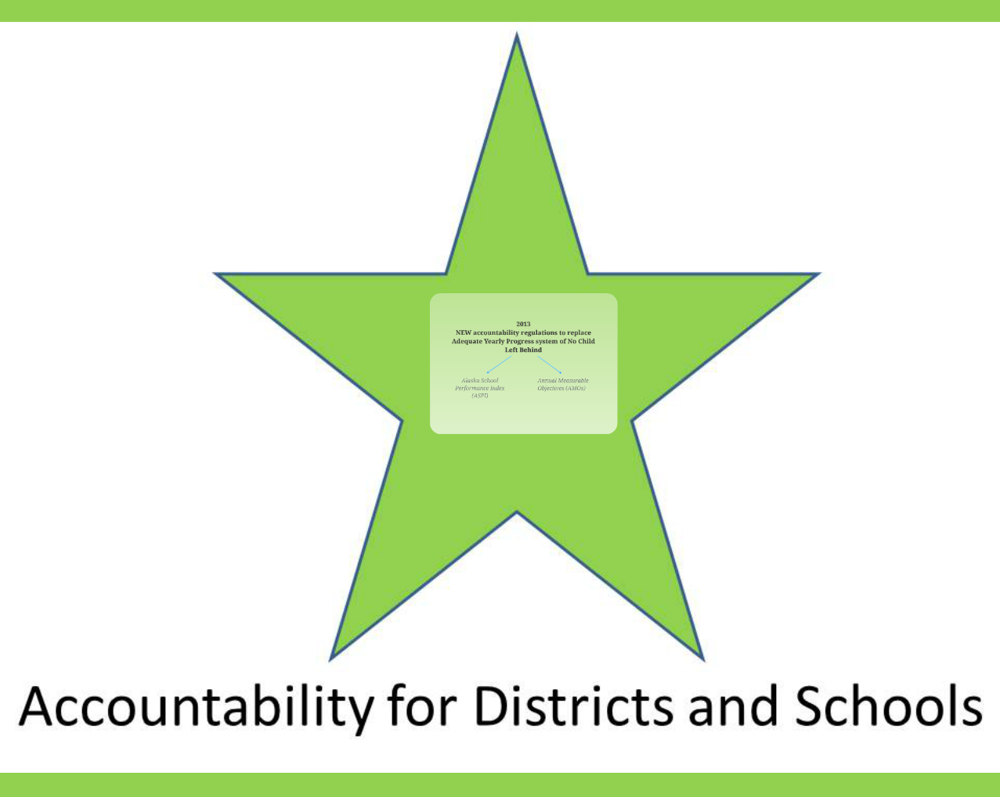 2013
NEW accountability regulations to replace
Adequate Yearly Progress system of No Child
Left Behind
Alaska School
Performance Index
(ASPI)
Annual Measurable
Objectives (AMOs)
Accountability for Districts and Schools